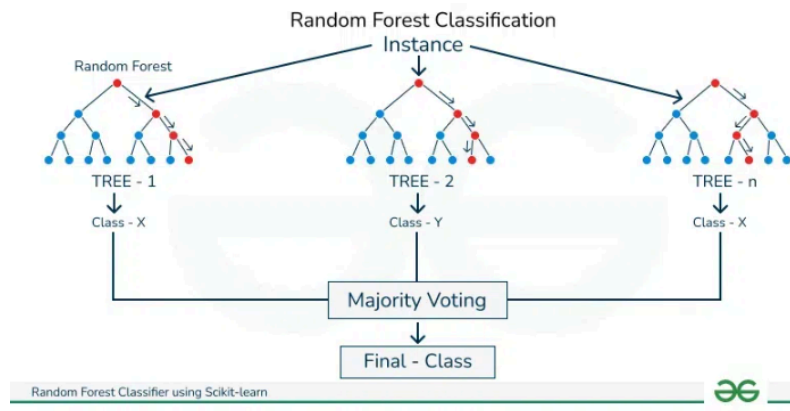 Random Forest Classification
Instance
Random Forest
TREE - 1
TREE - 2
TREE - n
Class - X
Class - Y
Class - X
Majority Voting
Final - Class
Random Forest Classifier using Scikit-learn